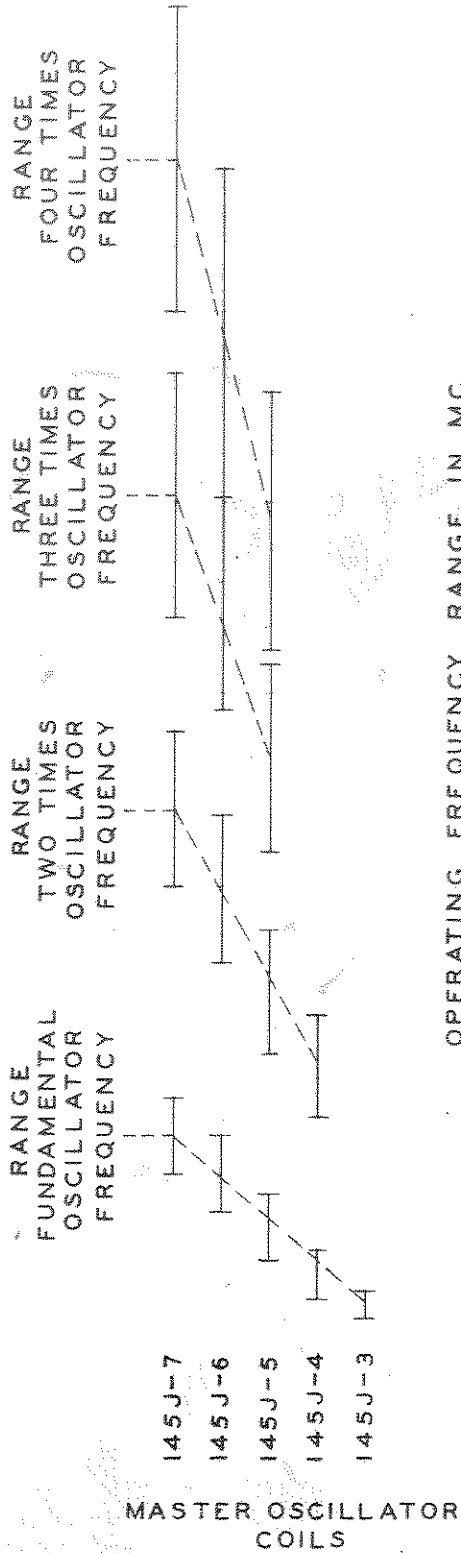 RANGE
FUNDAMENTAL
OSCILLATOR
FREQUENCY
RANGE
TWO TIMES
OSCILLATOR
FREQUENCY
RANGE
THREE TIMES
OSCILLATOR
FREQUENCY
RANGE
FOUR TIMES
OSCILLATOR
FREQUENCY
145J-7
145J-6
145J-5
145J-4
145J-3
MASTER OSCILLATOR
COILS
OPERATING FREQUENCY RANGE IN MC